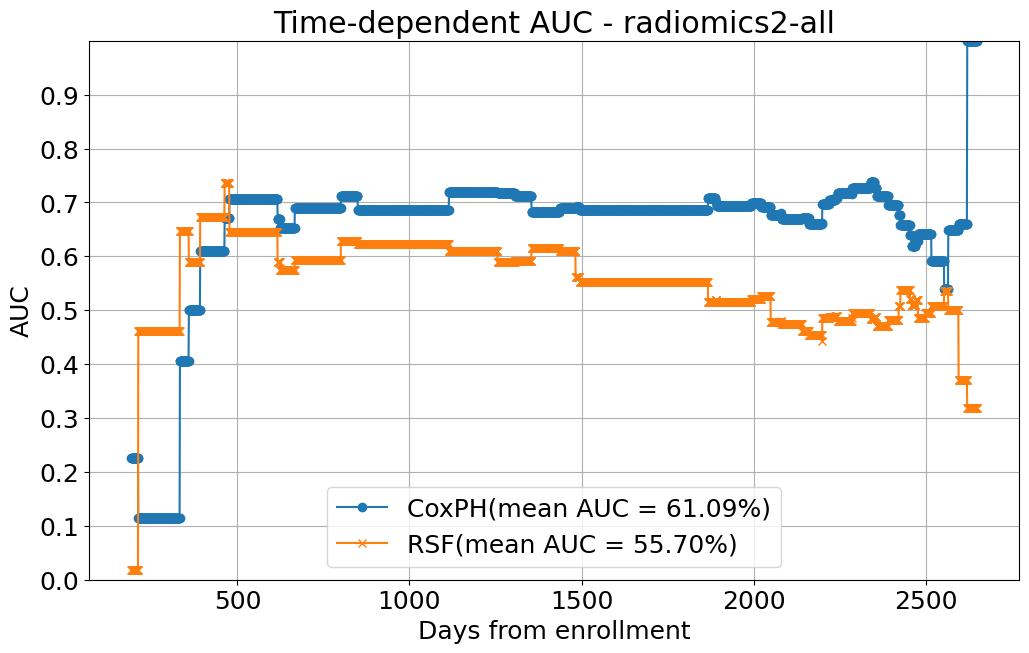 Time-dependent AUC - radiomics2-all
0.9
0.8
0.7
0.6
0.5
0.4
0.3
0.2
0.1
0.0
AUC
CoxPH(mean AUC = 61.09%)
RSF(mean AUC = 55.70%)
500 1000 1500 2000 2500
Days from enrollment